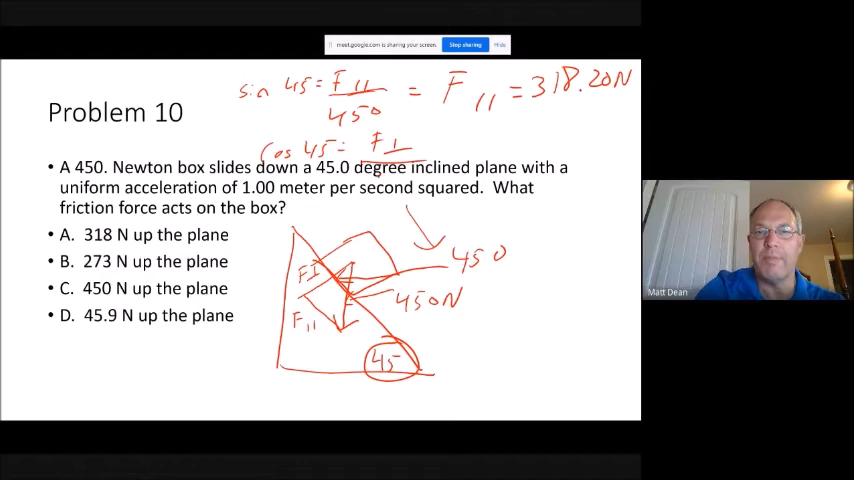 meet.google.com is sharing your screen. Stop sharing Hide
sin 45 = F || / 450 = F || = 318.20N
cos 45 = F ⊥
Problem 10
• A 450. Newton box slides down a 45.0 degree inclined plane with a
uniform acceleration of 1.00 meter per second squared.  What
friction force acts on the box?
• A.  318 N up the plane
• B.  273 N up the plane
• C.  450 N up the plane
• D.  45.9 N up the plane
450
F⊥
450N
F||
45
Matt Dean